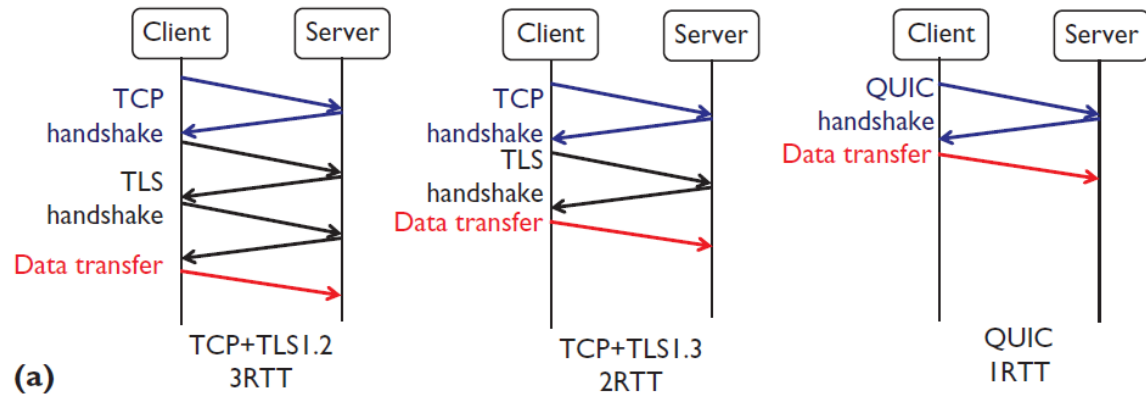 Client
Server
TCP
handshake
TLS
handshake
Data transfer
TCP+TLS1.2
3RTT
Client
Server
TCP
handshake
TLS
handshake
Data transfer
TCP+TLS1.3
2RTT
Client
Server
QUIC
handshake
Data transfer
QUIC
1RTT
(a)